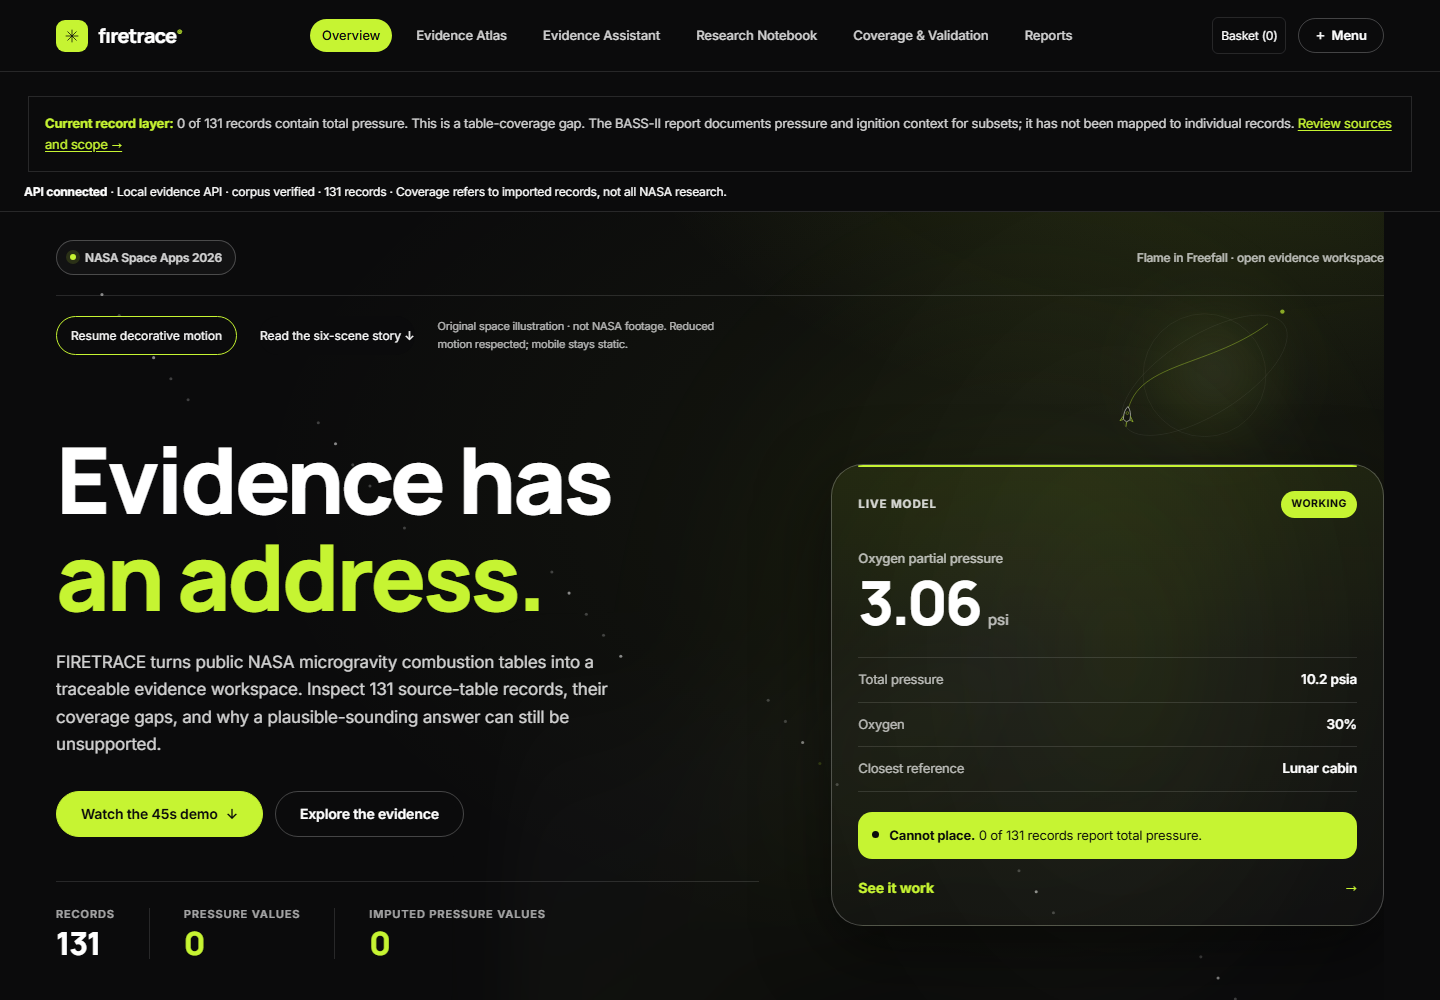 firetrace
Overview
Evidence Atlas
Evidence Assistant
Research Notebook
Coverage & Validation
Reports
Basket (0)
+ Menu
Current record layer: 0 of 131 records contain total pressure. This is a table-coverage gap. The BASS-II report documents pressure and ignition context for subsets; it has not been mapped to individual records. Review sources
and scope →
API connected · Local evidence API · corpus verified · 131 records · Coverage refers to imported records, not all NASA research.
NASA Space Apps 2026
Flame in Freefall · open evidence workspace
Resume decorative motion
Read the six-scene story ↓
Original space illustration · not NASA footage. Reduced
motion respected; mobile stays static.
Evidence has
an address.
FIRETRACE turns public NASA microgravity combustion tables into a
traceable evidence workspace. Inspect 131 source-table records, their
coverage gaps, and why a plausible-sounding answer can still be
unsupported.
Watch the 45s demo ↓
Explore the evidence
RECORDS
131
PRESSURE VALUES
0
IMPUTED PRESSURE VALUES
0
LIVE MODEL
WORKING
Oxygen partial pressure
3.06 psi
Total pressure 10.2 psia
Oxygen 30%
Closest reference Lunar cabin
Cannot place. 0 of 131 records report total pressure.
See it work →